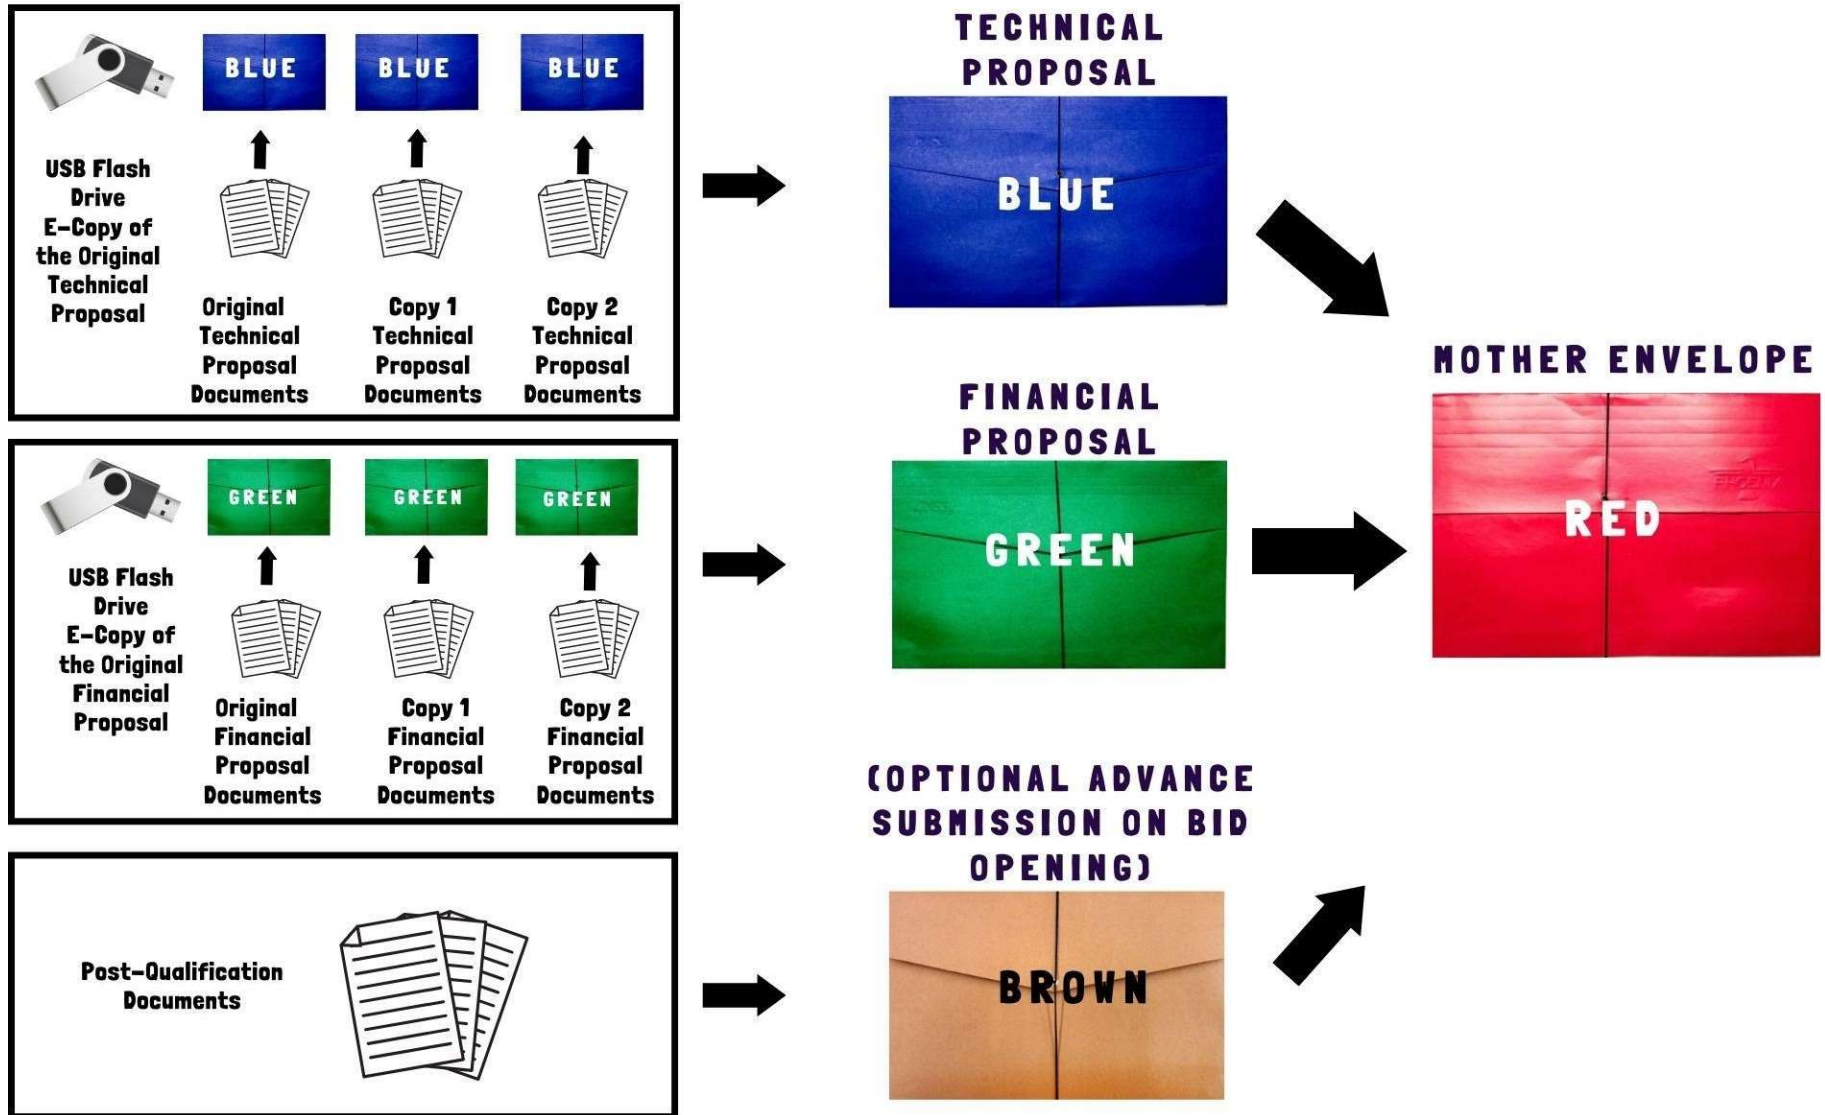 BLUE
BLUE
BLUE
USB Flash
Drive
E-Copy of
the Original
Technical
Proposal
Original
Technical
Proposal
Documents
Copy 1
Technical
Proposal
Documents
Copy 2
Technical
Proposal
Documents
TECHNICAL
PROPOSAL
BLUE
GREEN
GREEN
GREEN
USB Flash
Drive
E-Copy of
the Original
Financial
Proposal
Original
Financial
Proposal
Documents
Copy 1
Financial
Proposal
Documents
Copy 2
Financial
Proposal
Documents
FINANCIAL
PROPOSAL
GREEN
MOTHER ENVELOPE
RED
Post-Qualification
Documents
(OPTIONAL ADVANCE
SUBMISSION ON BID
OPENING)
BROWN